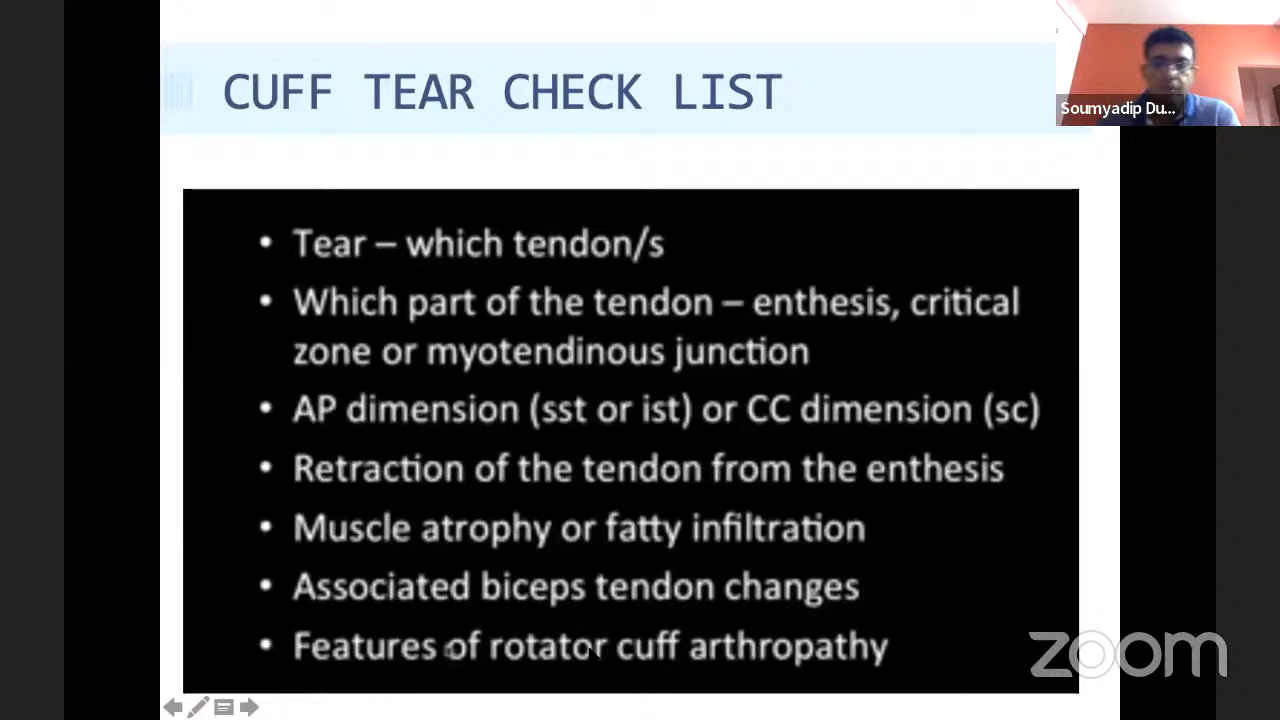 CUFF TEAR CHECK LIST
Soumyadip Du...
• Tear – which tendon/s
• Which part of the tendon – enthesis, critical
zone or myotendinous junction
• AP dimension (sst or ist) or CC dimension (sc)
• Retraction of the tendon from the enthesis
• Muscle atrophy or fatty infiltration
• Associated biceps tendon changes
• Features of rotator cuff arthropathy
zoom